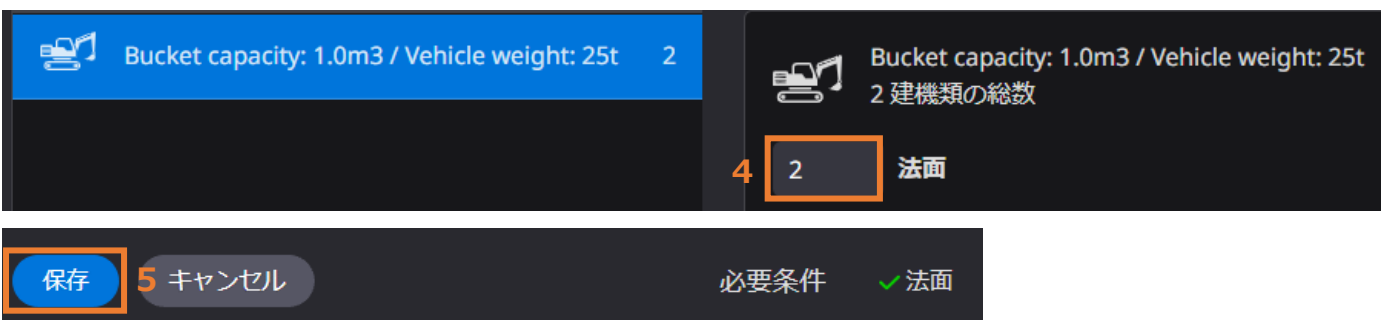 Bucket capacity: 1.0m3 / Vehicle weight: 25t 2
Bucket capacity: 1.0m3 / Vehicle weight: 25t
2 建機類の総数
4 2 法面
保存 5 キャンセル 必要条件 法面